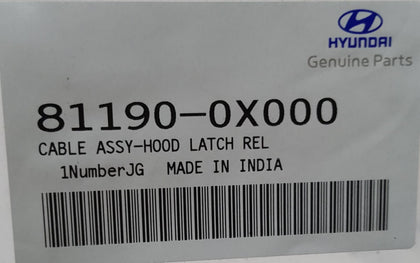 HYUNDAI
Genuine Parts
81190-0X000
CABLE ASSY-HOOD LATCH REL
1NumberJG MADE IN INDIA